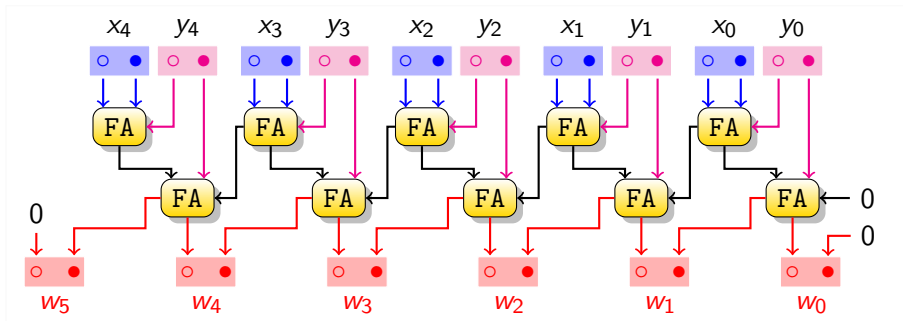 x₄ y₄ x₃ y₃ x₂ y₂ x₁ y₁ x₀ y₀
FA FA FA FA FA
FA FA FA FA FA 0
0 0
w₅ w₄ w₃ w₂ w₁ w₀